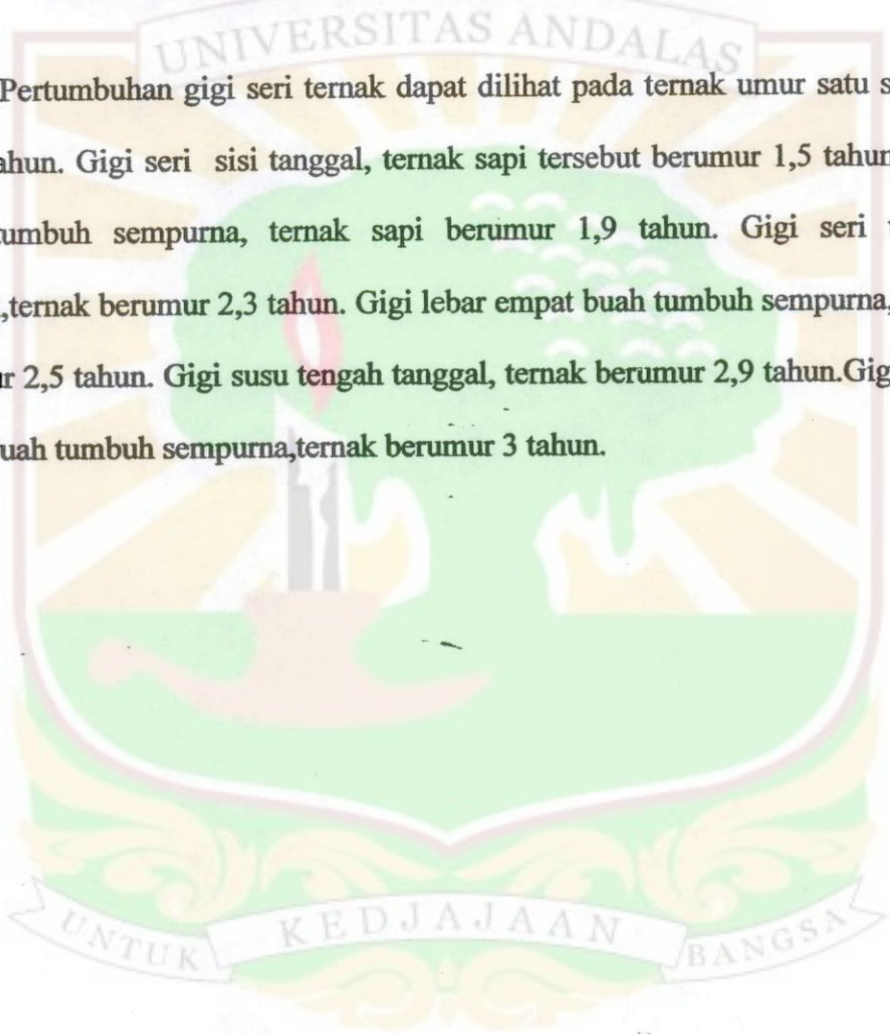 UNIVERSITAS ANDALAS
Pertumbuhan gigi seri ternak dapat dilihat pada ternak umur satu s
ahun. Gigi seri sisi tanggal, ternak sapi tersebut berumur 1,5 tahun
tumbuh sempurna, ternak sapi berumur 1,9 tahun. Gigi seri
,ternak berumur 2,3 tahun. Gigi lebar empat buah tumbuh sempurna,
r 2,5 tahun. Gigi susu tengah tanggal, ternak berumur 2,9 tahun.Gig
uah tumbuh sempurna,ternak berumur 3 tahun.
UNTUK KEDJAJAAN BANGSA